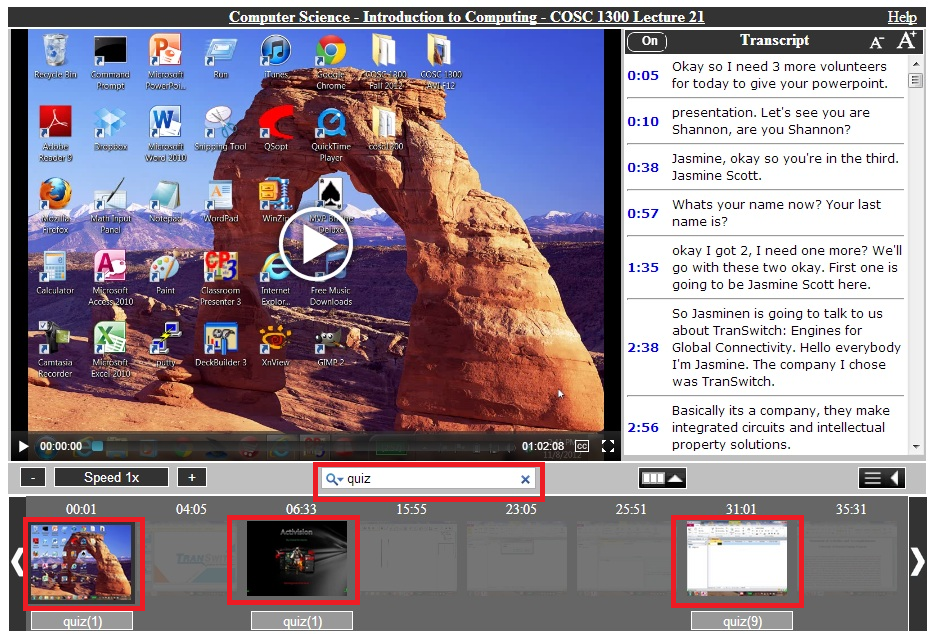 Computer Science - Introduction to Computing - COSC 1300 Lecture 21
Help
Recycle Bin
Command
Prompt
Microsoft
PowerPoi...
Run
iTunes
Google
Chrome
COSC 1300
Fall 2012
COSC 1300
Adobe
Reader 9
Dropbox
Microsoft
Word 2010
Snipping Tool
QSopt
QuickTime
Player
cosc1300
Mozilla
Firefox
Math Input
Panel
Notepad
WordPad
WinZip
Calculator
Microsoft
Access 2010
Paint
CP3
Classroom
Presenter 3
Internet
Explor...
Free Music
Downloads
Camtasia
Recorder
Microsoft
Excel 2010
putty
DeckBuilder 3
XnView
GIMP 2
00:00:00
01:02:08
CC
On
Transcript
A-
A+
0:05
Okay so I need 3 more volunteers
for today to give your powerpoint.
0:10
presentation. Let's see you are
Shannon, are you Shannon?
0:38
Jasmine, okay so you're in the third.
Jasmine Scott.
0:57
Whats your name now? Your last
name is?
1:35
okay I got 2, I need one more? We'll
go with these two okay. First one is
going to be Jasmine Scott here.
2:38
So Jasminen is going to talk to us
about TranSwitch: Engines for
Global Connectivity. Hello everybody
I'm Jasmine. The company I chose
was TranSwitch.
2:56
Basically its a company, they make
integrated circuits and intellectual
property solutions.
-
Speed 1x
+
quiz
00:01
04:05
06:33
15:55
23:05
25:51
31:01
35:31
Activision
quiz(1)
quiz(1)
quiz(9)